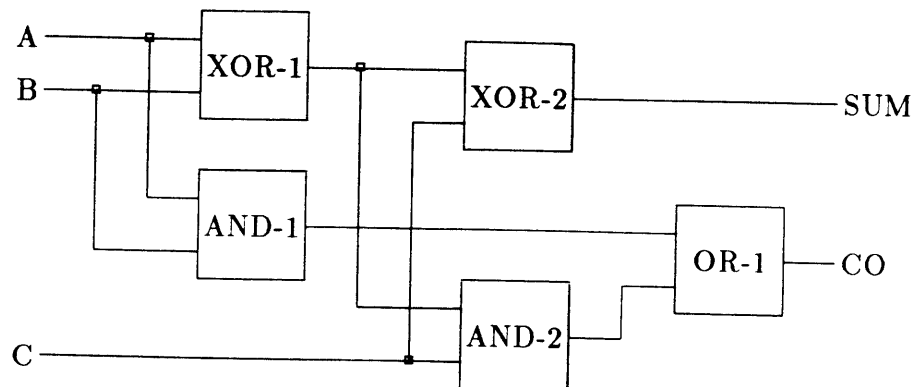 A
XOR-1
B
XOR-2
SUM
AND-1
OR-1
CO
AND-2
C